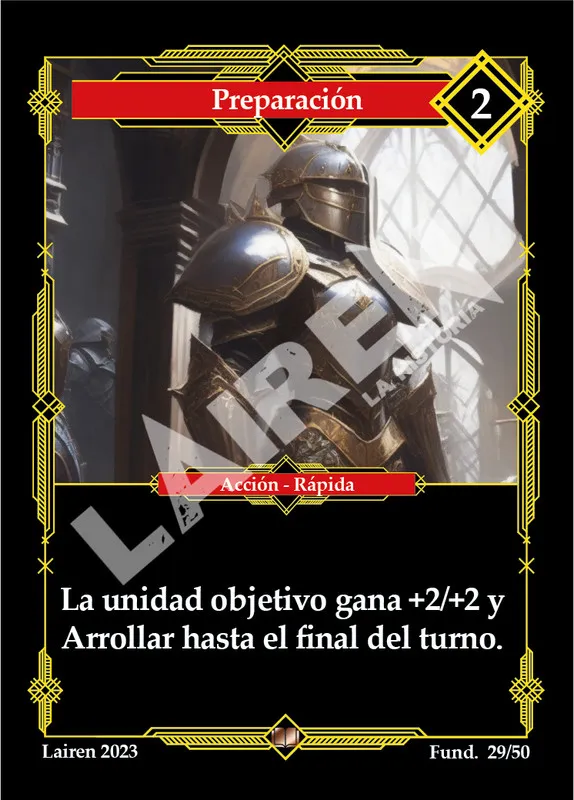 Preparación
2
LAIREN
LA HISTORIA
Acción - Rápida
La unidad objetivo gana +2/+2 y
Arrollar hasta el final del turno.
Lairen 2023
Fund. 29/50